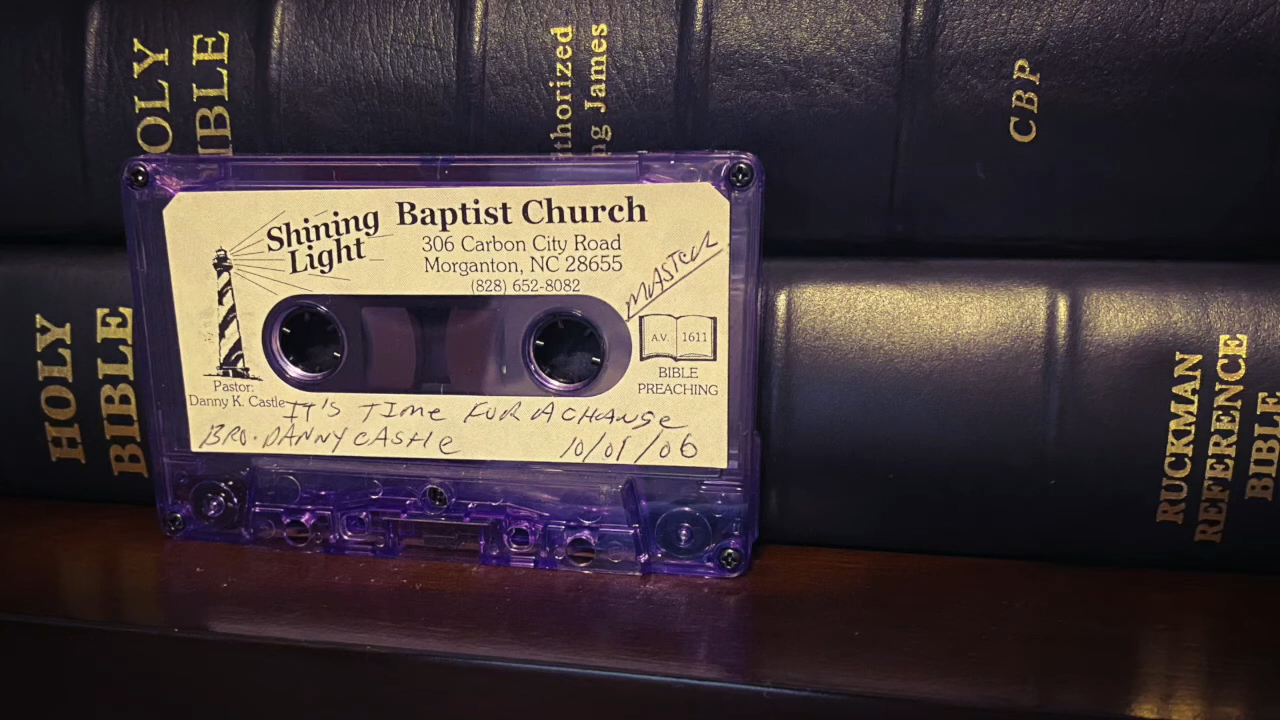 HOLY
BIBLE
Authorized
King James
CBP
Shining
Light
Baptist Church
306 Carbon City Road
Morganton, NC 28655
(828) 652-8082
MASTER
A.V. 1611
BIBLE
PREACHING
Pastor:
Danny K. Castle
IT'S TIME FOR A CHANGE
BRO. DANNY CASTLE 10/01/06
HOLY
BIBLE
RUCKMAN
REFERENCE
BIBLE